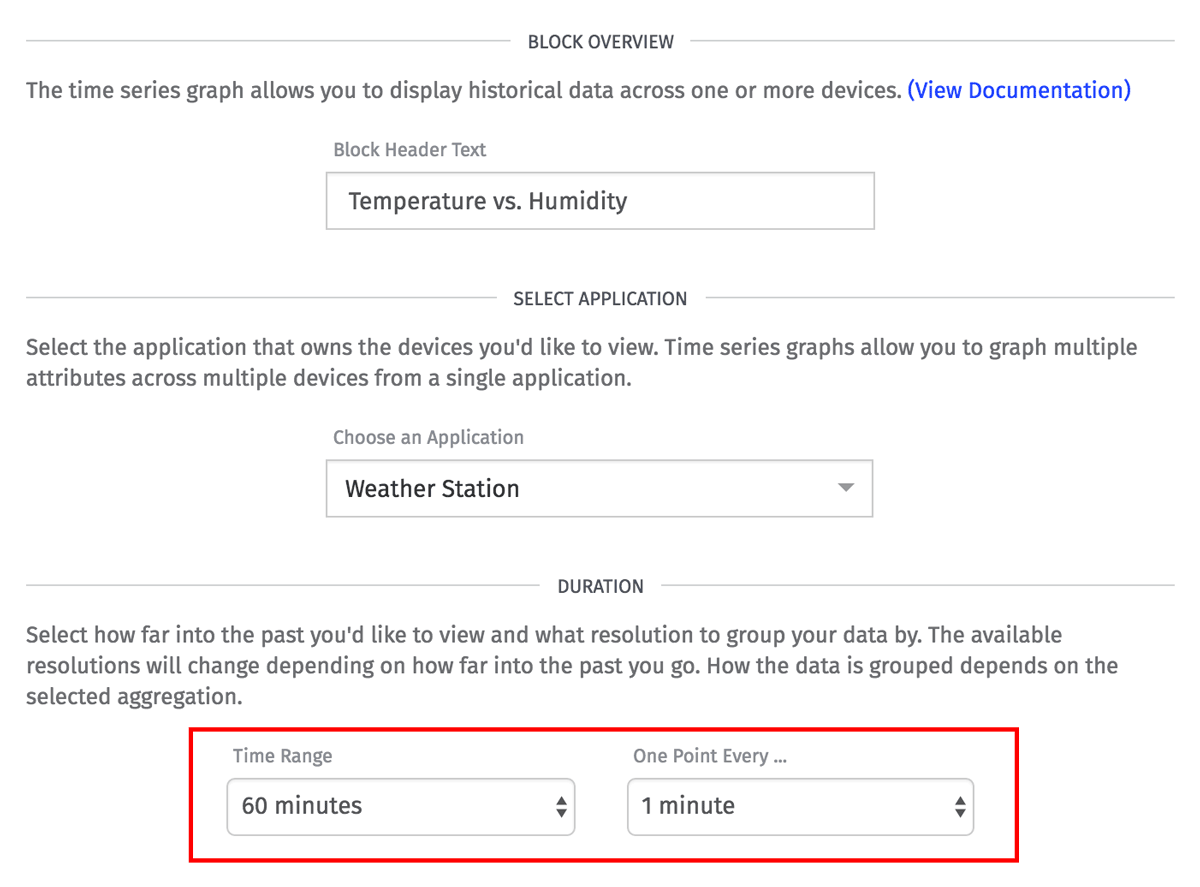 BLOCK OVERVIEW
The time series graph allows you to display historical data across one or more devices. (View Documentation)
Block Header Text
Temperature vs. Humidity
SELECT APPLICATION
Select the application that owns the devices you'd like to view. Time series graphs allow you to graph multiple
attributes across multiple devices from a single application.
Choose an Application
Weather Station
DURATION
Select how far into the past you'd like to view and what resolution to group your data by. The available
resolutions will change depending on how far into the past you go. How the data is grouped depends on the
selected aggregation.
Time Range
One Point Every ...
60 minutes
1 minute